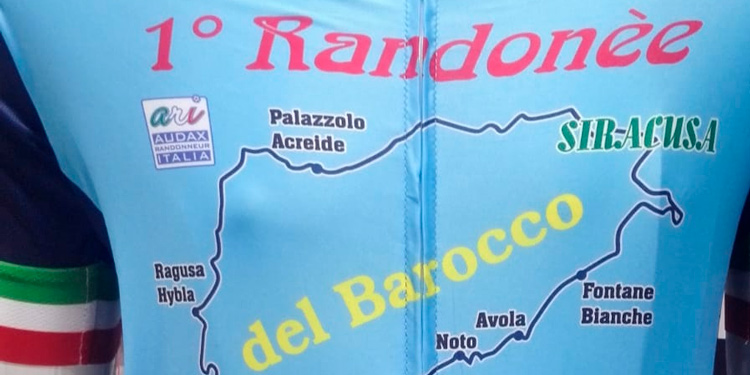 1° Randonèe
ari
AUDAX
RANDONNEUR
ITALIA
Palazzolo
Acreide
SIRACUSA
Ragusa
Hybla
del Barocco
Fontane
Bianche
Avola
Noto